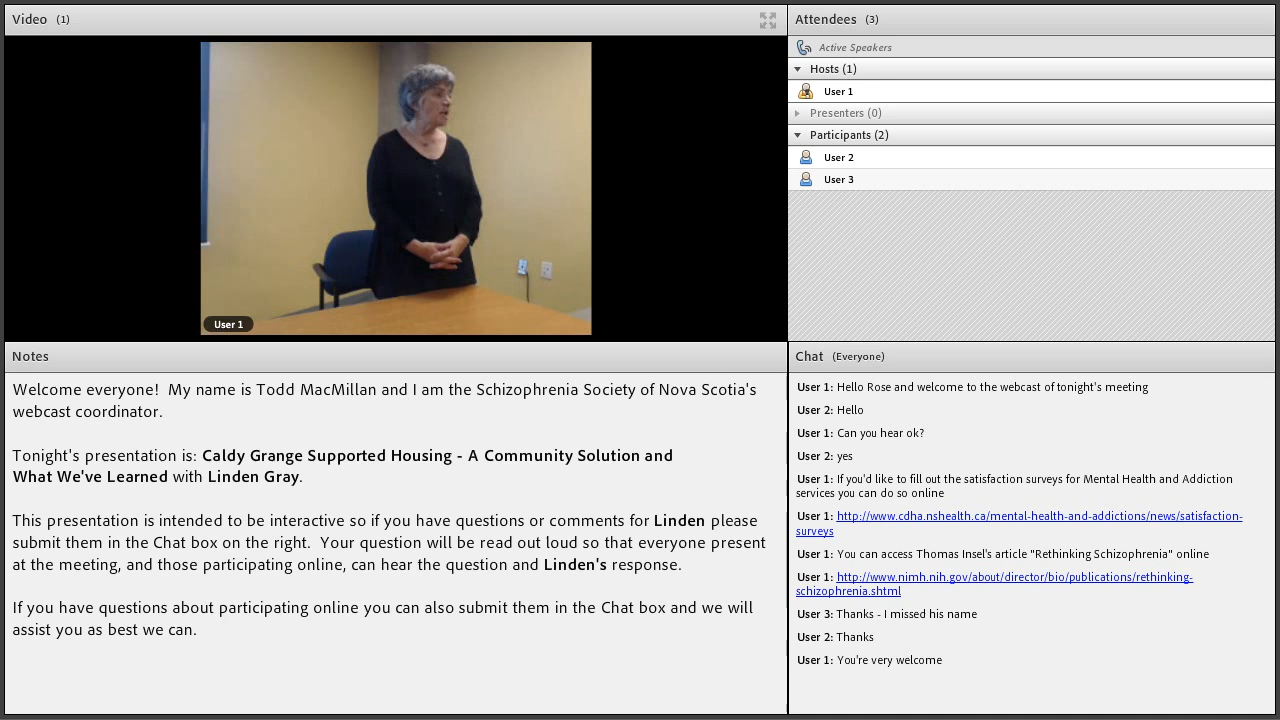 Video (1)
User 1
Attendees (3)
Active Speakers
Hosts (1)
User 1
Presenters (0)
Participants (2)
User 2
User 3
Notes
Welcome everyone!  My name is Todd MacMillan and I am the Schizophrenia Society of Nova Scotia's
webcast coordinator.
Tonight's presentation is: Caldy Grange Supported Housing - A Community Solution and
What We've Learned with Linden Gray.
This presentation is intended to be interactive so if you have questions or comments for Linden please
submit them in the Chat box on the right.  Your question will be read out loud so that everyone present
at the meeting, and those participating online, can hear the question and Linden's response.
If you have questions about participating online you can also submit them in the Chat box and we will
assist you as best we can.
Chat (Everyone)
User 1: Hello Rose and welcome to the webcast of tonight's meeting
User 2: Hello
User 1: Can you hear ok?
User 2: yes
User 1: If you'd like to fill out the satisfaction surveys for Mental Health and Addiction
services you can do so online
User 1: http://www.cdha.nshealth.ca/mental-health-and-addictions/news/satisfaction-
surveys
User 1: You can access Thomas Insel's article "Rethinking Schizophrenia" online
User 1: http://www.nimh.nih.gov/about/director/bio/publications/rethinking-
schizophrenia.shtml
User 3: Thanks - I missed his name
User 2: Thanks
User 1: You're very welcome